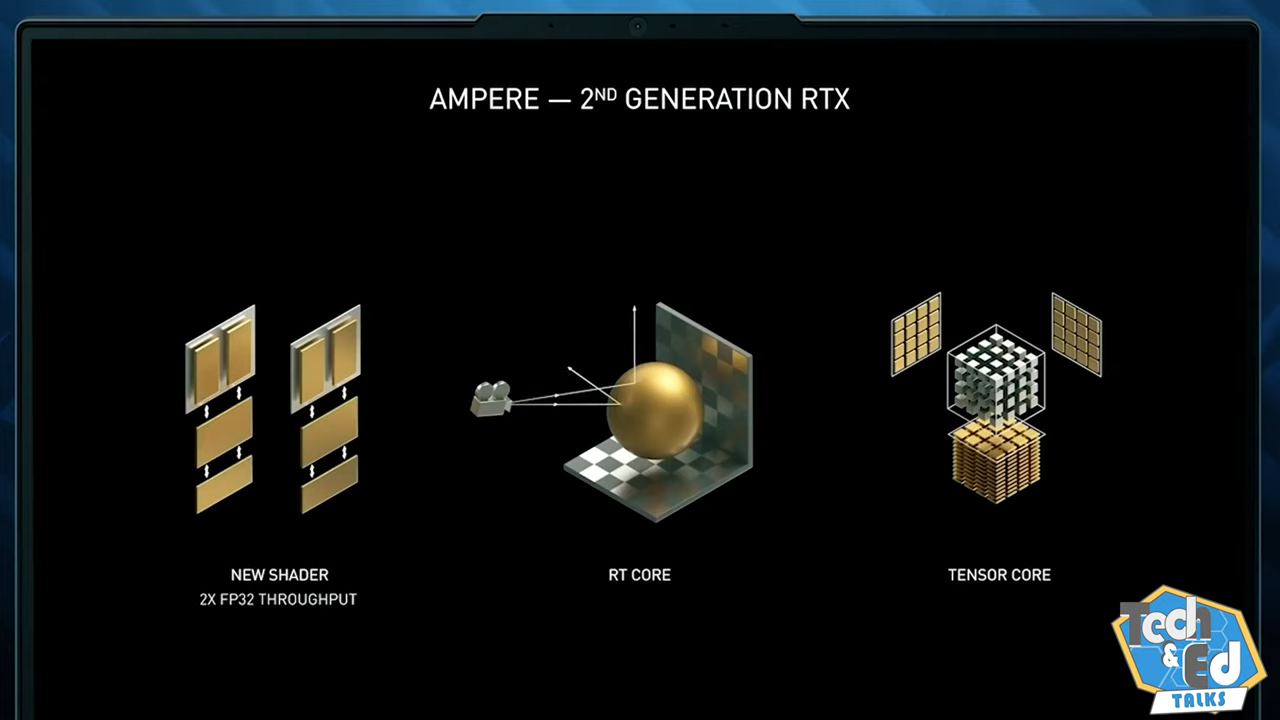 AMPERE — 2ND GENERATION RTX
NEW SHADER
2X FP32 THROUGHPUT
RT CORE
TENSOR CORE
Tech
& Ed
TALKS